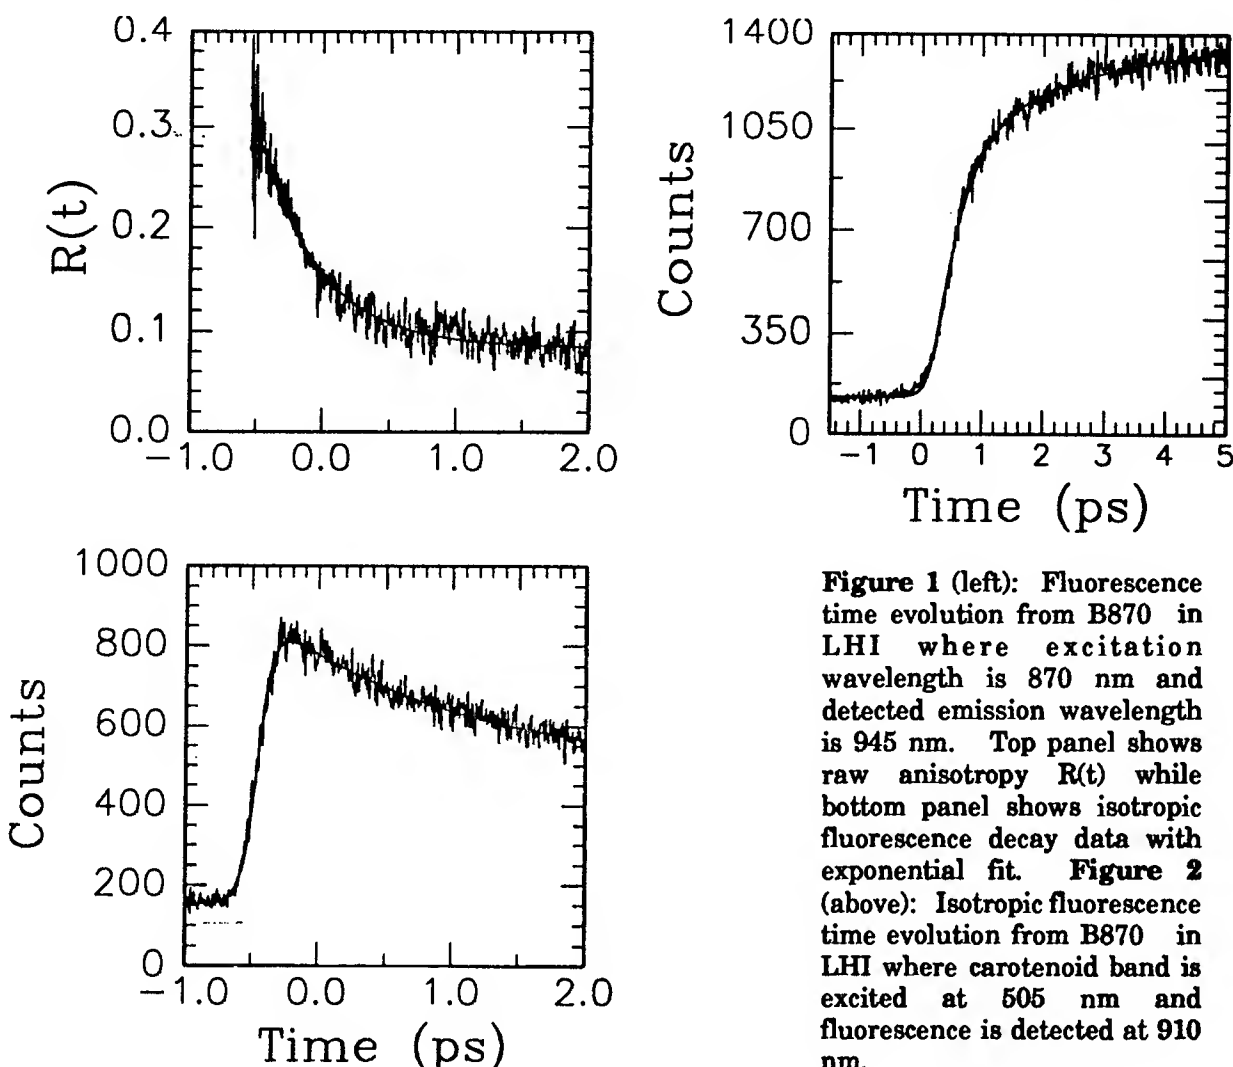 0.4
0.3
0.2
0.1
0.0
R(t)
−1.0 0.0 1.0 2.0
1400
1050
700
350
0
Counts
−1 0 1 2 3 4 5
Time (ps)
1000
800
600
400
200
0
Counts
−1.0 0.0 1.0 2.0
Time (ps)
Figure 1 (left): Fluorescence
time evolution from B870 in
LHI where excitation
wavelength is 870 nm and
detected emission wavelength
is 945 nm. Top panel shows
raw anisotropy R(t) while
bottom panel shows isotropic
fluorescence decay data with
exponential fit. Figure 2
(above): Isotropic fluorescence
time evolution from B870 in
LHI where carotenoid band is
excited at 505 nm and
fluorescence is detected at 910
nm.